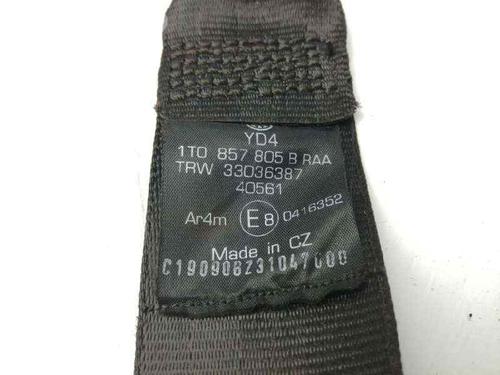 YD4
1T0 857 805 B RAA
TRW 33036387
40561
Ar4m E8 0416352
Made in CZ
C190908231047000